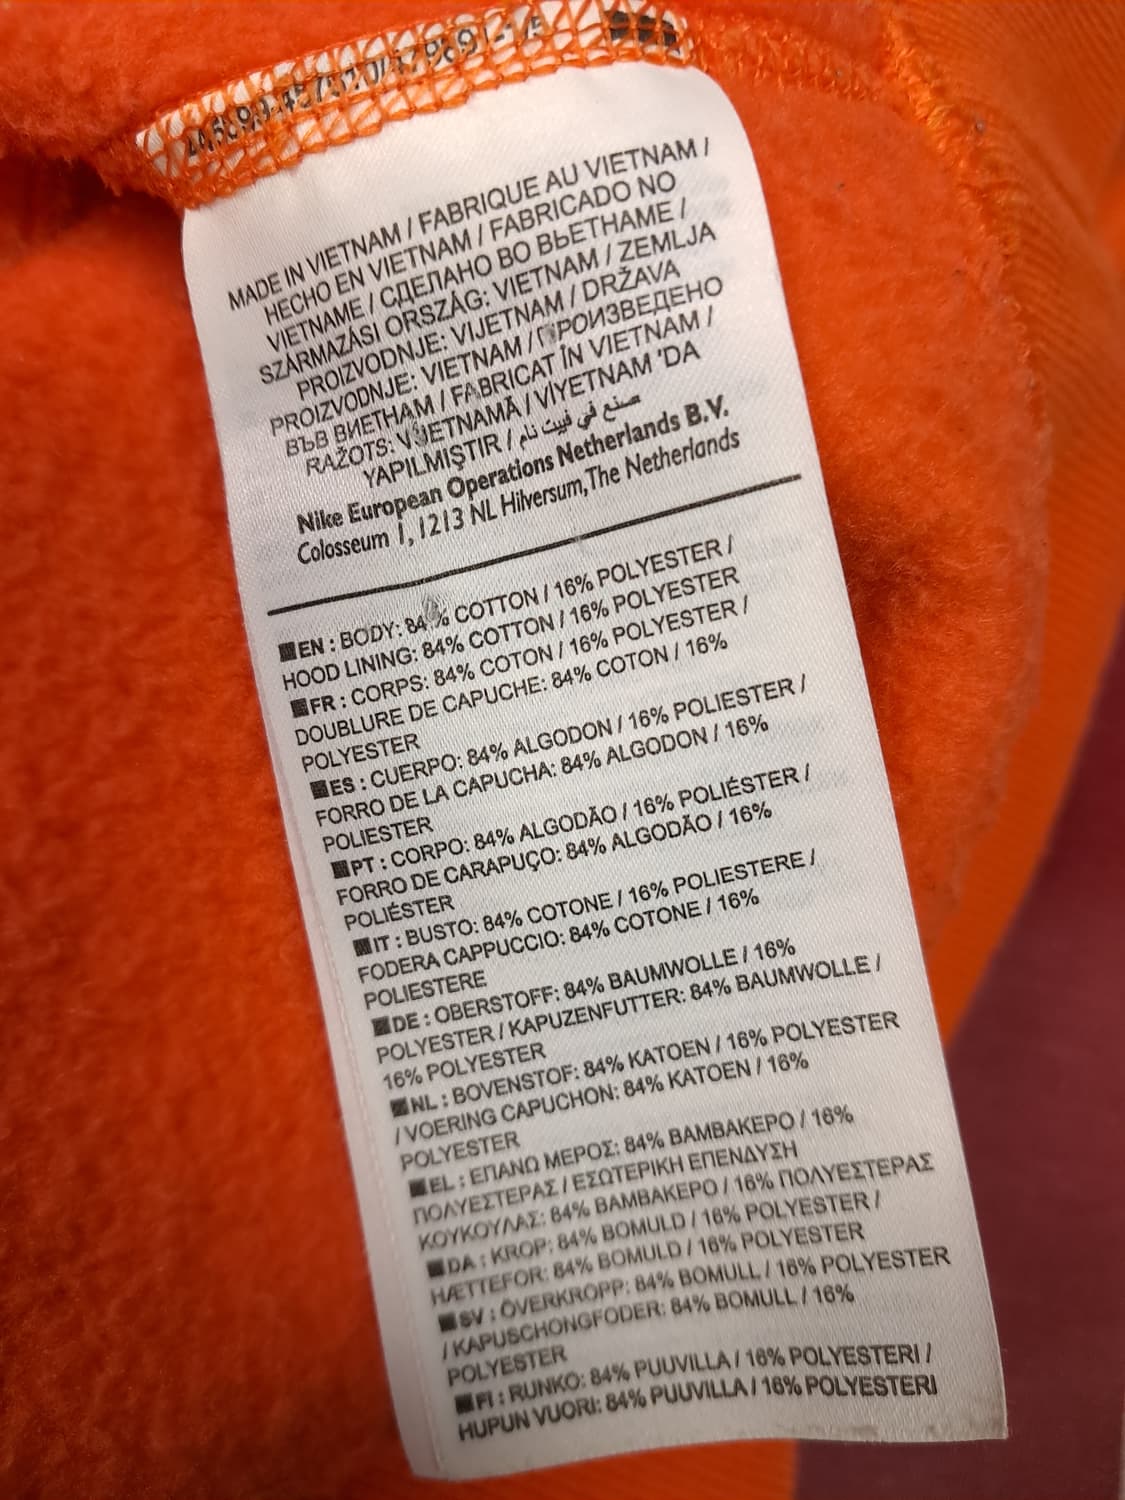 MADE IN VIETNAM / FABRIQUE AU VIETNAM /
HECHO EN VIETNAM / FABRICADO NO
VIETNAME / СДЕЛАНО ВО ВЬЕТНАМЕ /
SZÁRMAZÁSI ORSZÁG: VIETNAM / ZEMLJA
PROIZVODNJE: VIJETNAM / DRŽAVA
PROIZVODNJE: VIETNAM / ПРОИЗВЕДЕНО
ВЪВ ВИЕТНАМ / FABRICAT ÎN VIETNAM /
RAŽOTS: VJETNAMĀ / VİYETNAM 'DA
YAPILMIŞTIR / صنع في فييت نام
Nike European Operations Netherlands B.V.
Colosseum 1, 1213 NL Hilversum, The Netherlands
EN : BODY: 84% COTTON / 16% POLYESTER /
HOOD LINING: 84% COTTON / 16% POLYESTER
FR : CORPS: 84% COTON / 16% POLYESTER /
DOUBLURE DE CAPUCHE: 84% COTON / 16%
POLYESTER
ES : CUERPO: 84% ALGODON / 16% POLIESTER /
FORRO DE LA CAPUCHA: 84% ALGODON / 16%
POLIESTER
PT : CORPO: 84% ALGODÃO / 16% POLIÉSTER /
FORRO DE CARAPUÇO: 84% ALGODÃO / 16%
POLIÉSTER
IT : BUSTO: 84% COTONE / 16% POLIESTERE /
FODERA CAPPUCCIO: 84% COTONE / 16%
POLIESTERE
DE : OBERSTOFF: 84% BAUMWOLLE / 16%
POLYESTER / KAPUZENFUTTER: 84% BAUMWOLLE /
16% POLYESTER
NL : BOVENSTOF: 84% KATOEN / 16% POLYESTER
/ VOERING CAPUCHON: 84% KATOEN / 16%
POLYESTER
EL : ΕΠΑΝΩ ΜΕΡΟΣ: 84% ΒΑΜΒΑΚΕΡΟ / 16%
ΠΟΛΥΕΣΤΕΡΑΣ / ΕΣΩΤΕΡΙΚΗ ΕΠΕΝΔΥΣΗ
ΚΟΥΚΟΥΛΑΣ: 84% ΒΑΜΒΑΚΕΡΟ / 16% ΠΟΛΥΕΣΤΕΡΑΣ
DA : KROP: 84% BOMULD / 16% POLYESTER /
HÆTTEFOR: 84% BOMULD / 16% POLYESTER
SV : ÖVERKROPP: 84% BOMULL / 16% POLYESTER
/ KAPUSCHONGFODER: 84% BOMULL / 16%
POLYESTER
FI : RUNKO: 84% PUUVILLA / 16% POLYESTERI /
HUPUN VUORI: 84% PUUVILLA / 16% POLYESTERI